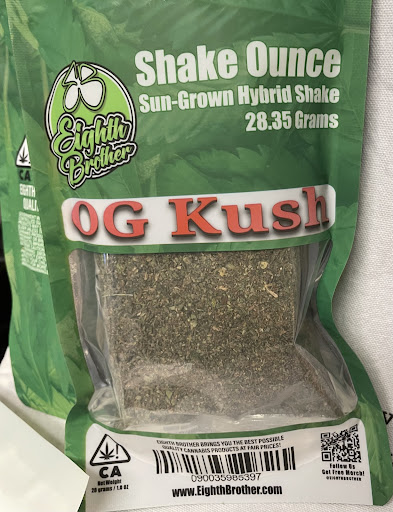 Shake Ounce
Sun-Grown Hybrid Shake
28.35 Grams
Eighth
Brother
CA
EIGHTH
OG Kush
EIGHTH BROTHER BRINGS YOU THE BEST POSSIBLE
QUALITY CANNABIS PRODUCTS AT FAIR PRICES!
CA
Net Weight
28 grams / 1.0 OZ
090035985397
www.EighthBrother.com
Follow Us
Get Free Merch!